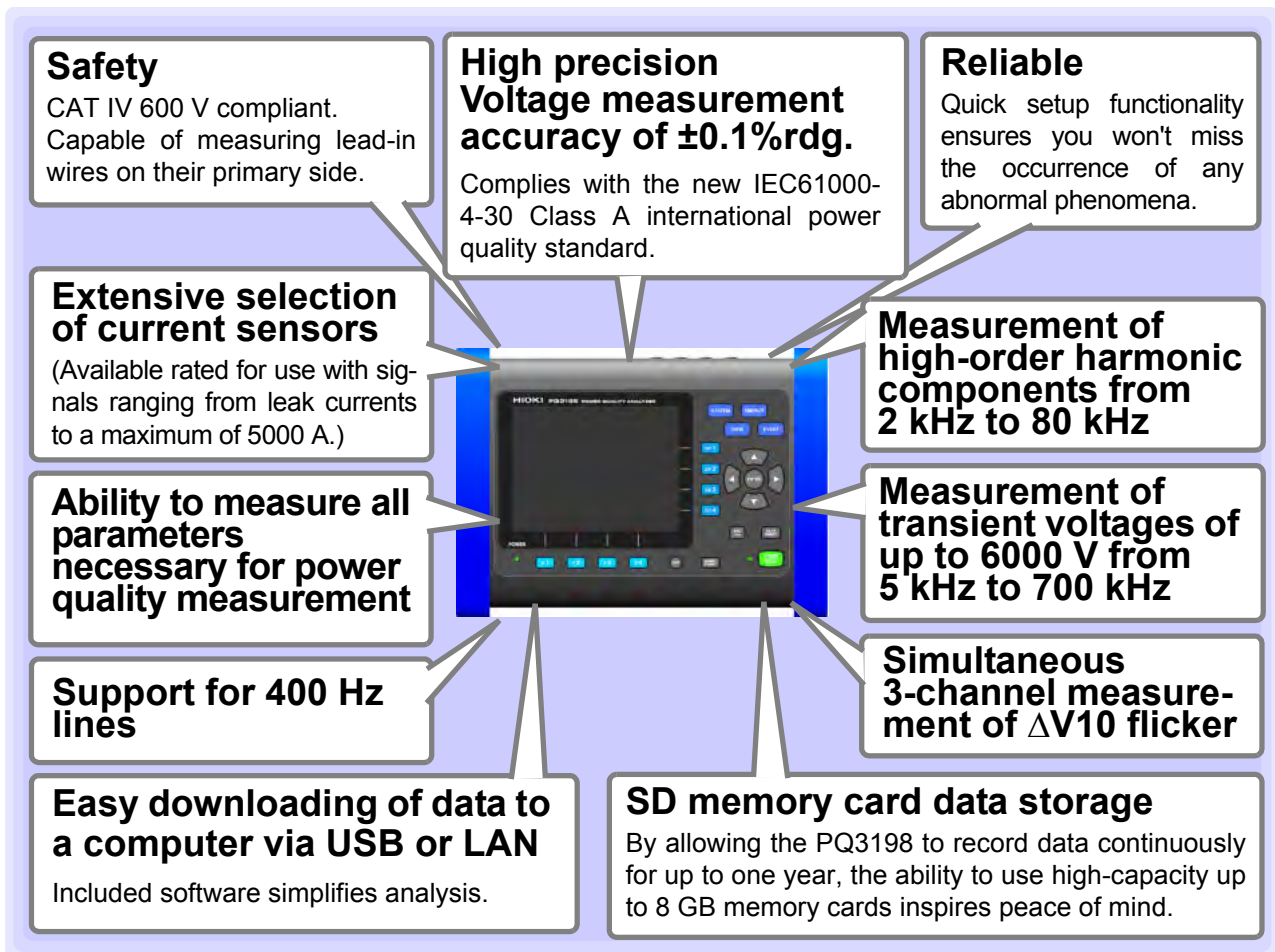 Safety
CAT IV 600 V compliant.
Capable of measuring lead-in
wires on their primary side.
High precision
Voltage measurement
accuracy of ±0.1%rdg.
Complies with the new IEC61000-
4-30 Class A international power
quality standard.
Reliable
Quick setup functionality
ensures you won't miss
the occurrence of any
abnormal phenomena.
Extensive selection
of current sensors
(Available rated for use with sig-
nals ranging from leak currents
to a maximum of 5000 A.)
Measurement of
high-order harmonic
components from
2 kHz to 80 kHz
HIOKI PQ3198 POWER QUALITY ANALYZER
SYSTEM
TIME
EVENT
POWER
Ability to measure all
parameters
necessary for power
quality measurement
Measurement of
transient voltages of
up to 6000 V from
5 kHz to 700 kHz
Support for 400 Hz
lines
Simultaneous
3-channel measure-
ment of ∆V10 flicker
Easy downloading of data to
a computer via USB or LAN
Included software simplifies analysis.
SD memory card data storage
By allowing the PQ3198 to record data continuously
for up to one year, the ability to use high-capacity up
to 8 GB memory cards inspires peace of mind.